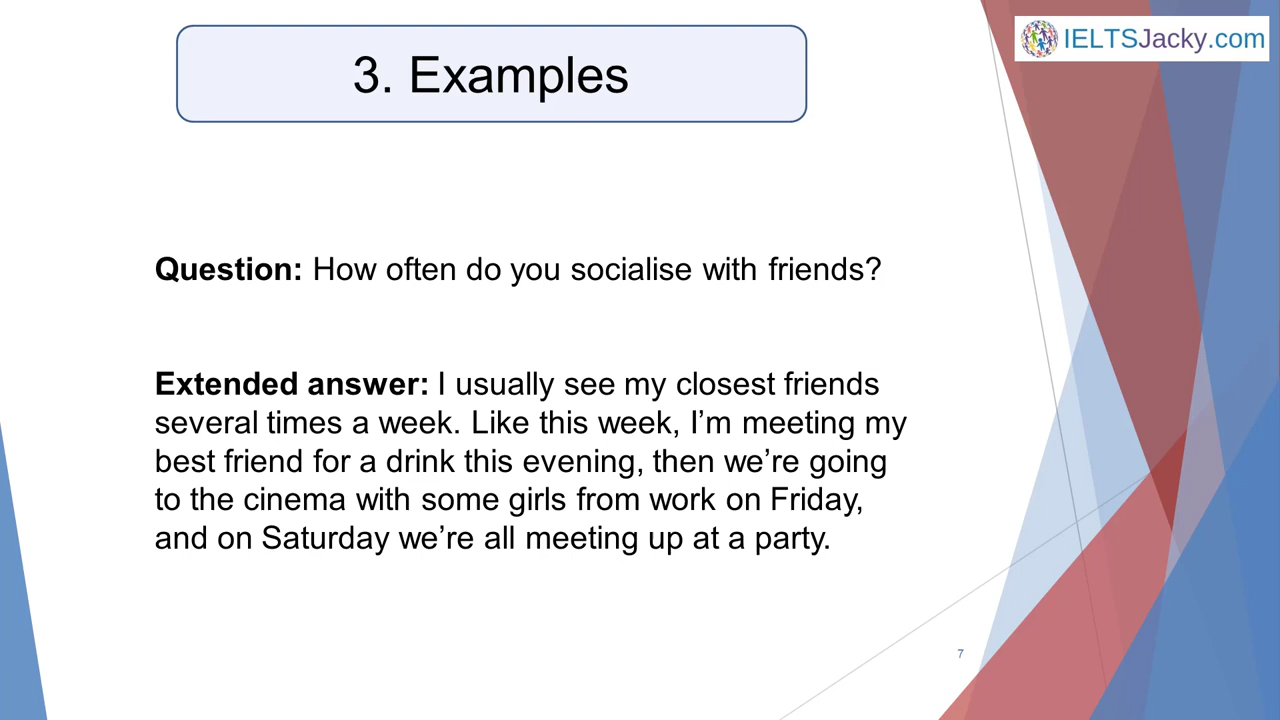 IELTSJacky.com
3. Examples
Question: How often do you socialise with friends?
Extended answer: I usually see my closest friends
several times a week. Like this week, I’m meeting my
best friend for a drink this evening, then we’re going
to the cinema with some girls from work on Friday,
and on Saturday we’re all meeting up at a party.
7